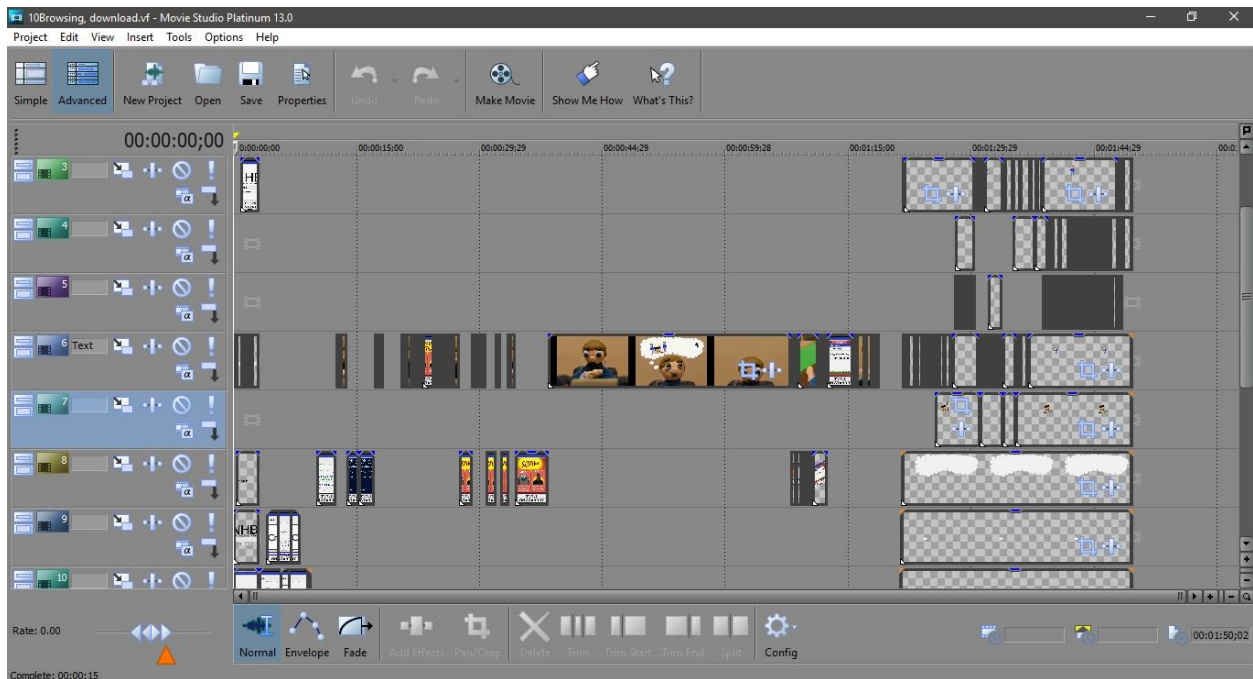 10Browsing, download.vf - Movie Studio Platinum 13.0
Project Edit View Insert Tools Options Help
Simple Advanced New Project Open Save Properties Undo Redo Make Movie Show Me How What's This?
00:00:00;00
0:00:00;00 00:00:15;00 00:00:29;29 00:00:44;29 00:00:59;28 00:01:15;00 00:01:29;29 00:01:44;29 00:0
3
4
5
6 Text
7
8
9
10
Rate: 0.00
Normal Envelope Fade Add Effects Pan/Crop Delete Trim Trim Start Trim End Split Config
00:01:50;02
Complete: 00:00:15